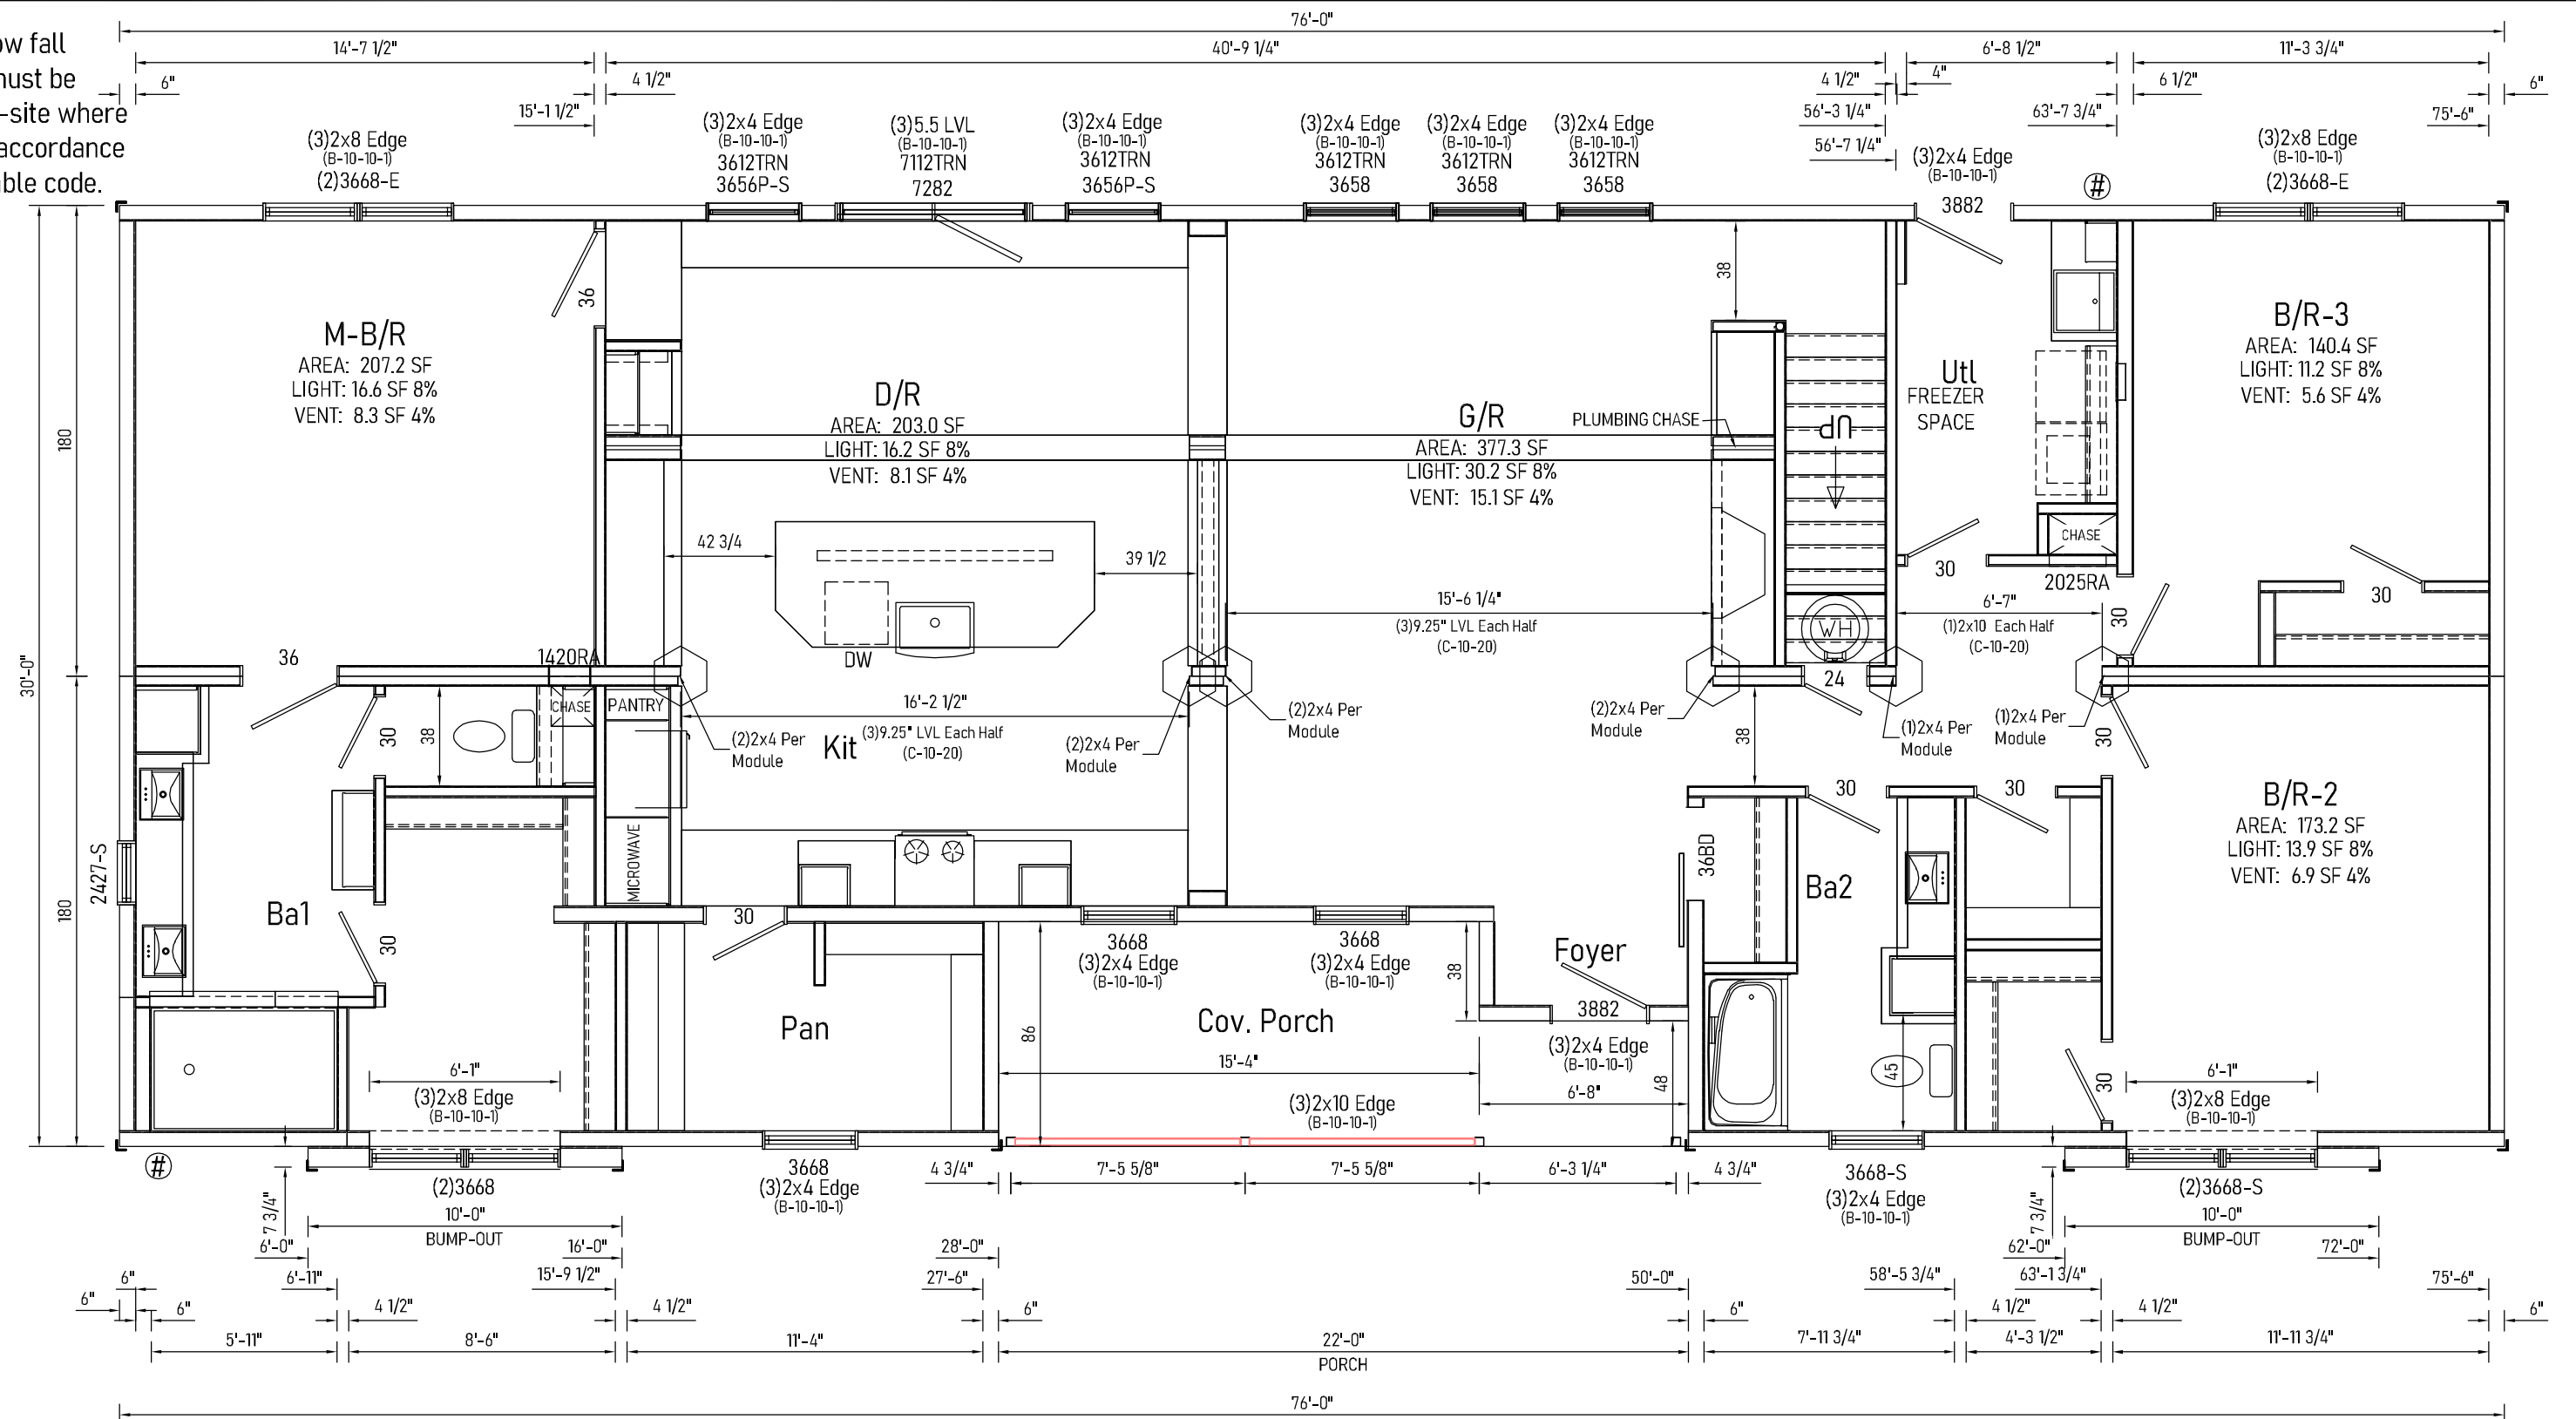 76'-0"
ow fall
must be
-site where
accordance
able code.
14'-7 1/2"
40'-9 1/4"
6'-8 1/2"
11'-3 3/4"
6"
4 1/2"
4 1/2"
4"
6 1/2"
6"
15'-1 1/2"
56'-3 1/4"
63'-7 3/4"
75'-6"
56'-7 1/4"
(3)2x8 Edge
(B-10-10-1)
(2)3668-E
(3)2x4 Edge
(B-10-10-1)
3612TRN
3656P-S
(3)5.5 LVL
(B-10-10-1)
7112TRN
7282
(3)2x4 Edge
(B-10-10-1)
3612TRN
3656P-S
(3)2x4 Edge
(B-10-10-1)
3612TRN
3658
(3)2x4 Edge
(B-10-10-1)
3612TRN
3658
(3)2x4 Edge
(B-10-10-1)
3612TRN
3658
(3)2x4 Edge
(B-10-10-1)
3882
#
(3)2x8 Edge
(B-10-10-1)
(2)3668-E
30'-0"
180
180
M-B/R
AREA: 207.2 SF
LIGHT: 16.6 SF 8%
VENT: 8.3 SF 4%
36
D/R
AREA: 203.0 SF
LIGHT: 16.2 SF 8%
VENT: 8.1 SF 4%
G/R
AREA: 377.3 SF
LIGHT: 30.2 SF 8%
VENT: 15.1 SF 4%
PLUMBING CHASE
38
UP
Utl
FREEZER
SPACE
B/R-3
AREA: 140.4 SF
LIGHT: 11.2 SF 8%
VENT: 5.6 SF 4%
CHASE
2025RA
30
30
30
42 3/4
39 1/2
DW
15'-6 1/4"
(3)9.25" LVL Each Half
(C-10-20)
WH
24
6'-7"
(1)2x10 Each Half
(C-10-20)
36
1420RA
CHASE
PANTRY
16'-2 1/2"
Kit
(3)9.25" LVL Each Half
(C-10-20)
(2)2x4 Per
Module
(2)2x4 Per
Module
(2)2x4 Per
Module
(2)2x4 Per
Module
(1)2x4 Per
Module
(1)2x4 Per
Module
30
38
38
30
2427-S
MICROWAVE
Ba1
30
30
Pan
3668
(3)2x4 Edge
(B-10-10-1)
3668
(3)2x4 Edge
(B-10-10-1)
86
38
Cov. Porch
15'-4"
(3)2x10 Edge
(B-10-10-1)
Foyer
3882
(3)2x4 Edge
(B-10-10-1)
6'-8"
48
36BD
30
30
Ba2
45
B/R-2
AREA: 173.2 SF
LIGHT: 13.9 SF 8%
VENT: 6.9 SF 4%
30
6'-1"
(3)2x8 Edge
(B-10-10-1)
6'-1"
(3)2x8 Edge
(B-10-10-1)
#
(2)3668
3668
(3)2x4 Edge
(B-10-10-1)
4 3/4"
7'-5 5/8"
7'-5 5/8"
6'-3 1/4"
4 3/4"
3668-S
(3)2x4 Edge
(B-10-10-1)
(2)3668-S
7 3/4"
10'-0"
BUMP-OUT
7 3/4"
10'-0"
BUMP-OUT
6'-0"
16'-0"
28'-0"
62'-0"
72'-0"
6"
6'-11"
15'-9 1/2"
27'-6"
50'-0"
58'-5 3/4"
63'-1 3/4"
75'-6"
6"
6"
4 1/2"
4 1/2"
6"
6"
4 1/2"
4 1/2"
6"
5'-11"
8'-6"
11'-4"
22'-0"
PORCH
7'-11 3/4"
4'-3 1/2"
11'-11 3/4"
76'-0"